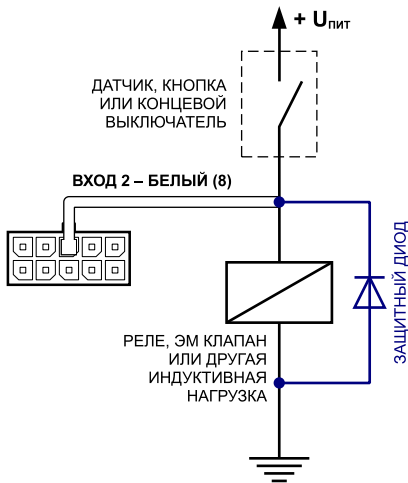 + Uпит
ДАТЧИК, КНОПКА
ИЛИ КОНЦЕВОЙ
ВЫКЛЮЧАТЕЛЬ
ВХОД 2 – БЕЛЫЙ (8)
РЕЛЕ, ЭМ КЛАПАН
ИЛИ ДРУГАЯ
ИНДУКТИВНАЯ
НАГРУЗКА
ЗАЩИТНЫЙ ДИОД